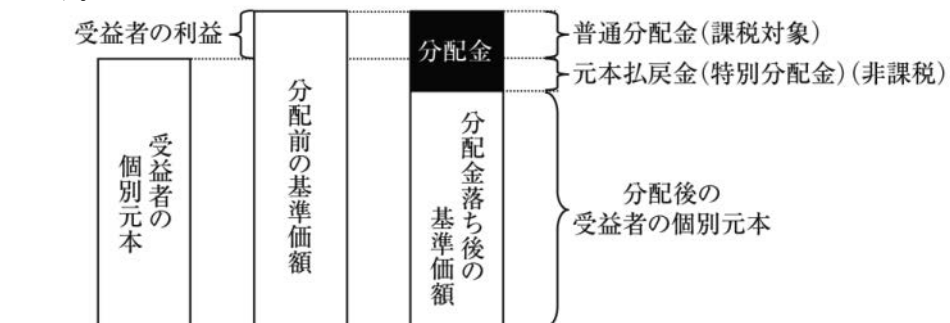 受益者の利益
受益者の
個別元本
分配前の基準価額
分配金
分配金落ち後の
基準価額
普通分配金(課税対象)
元本払戻金(特別分配金)(非課税)
分配後の
受益者の個別元本